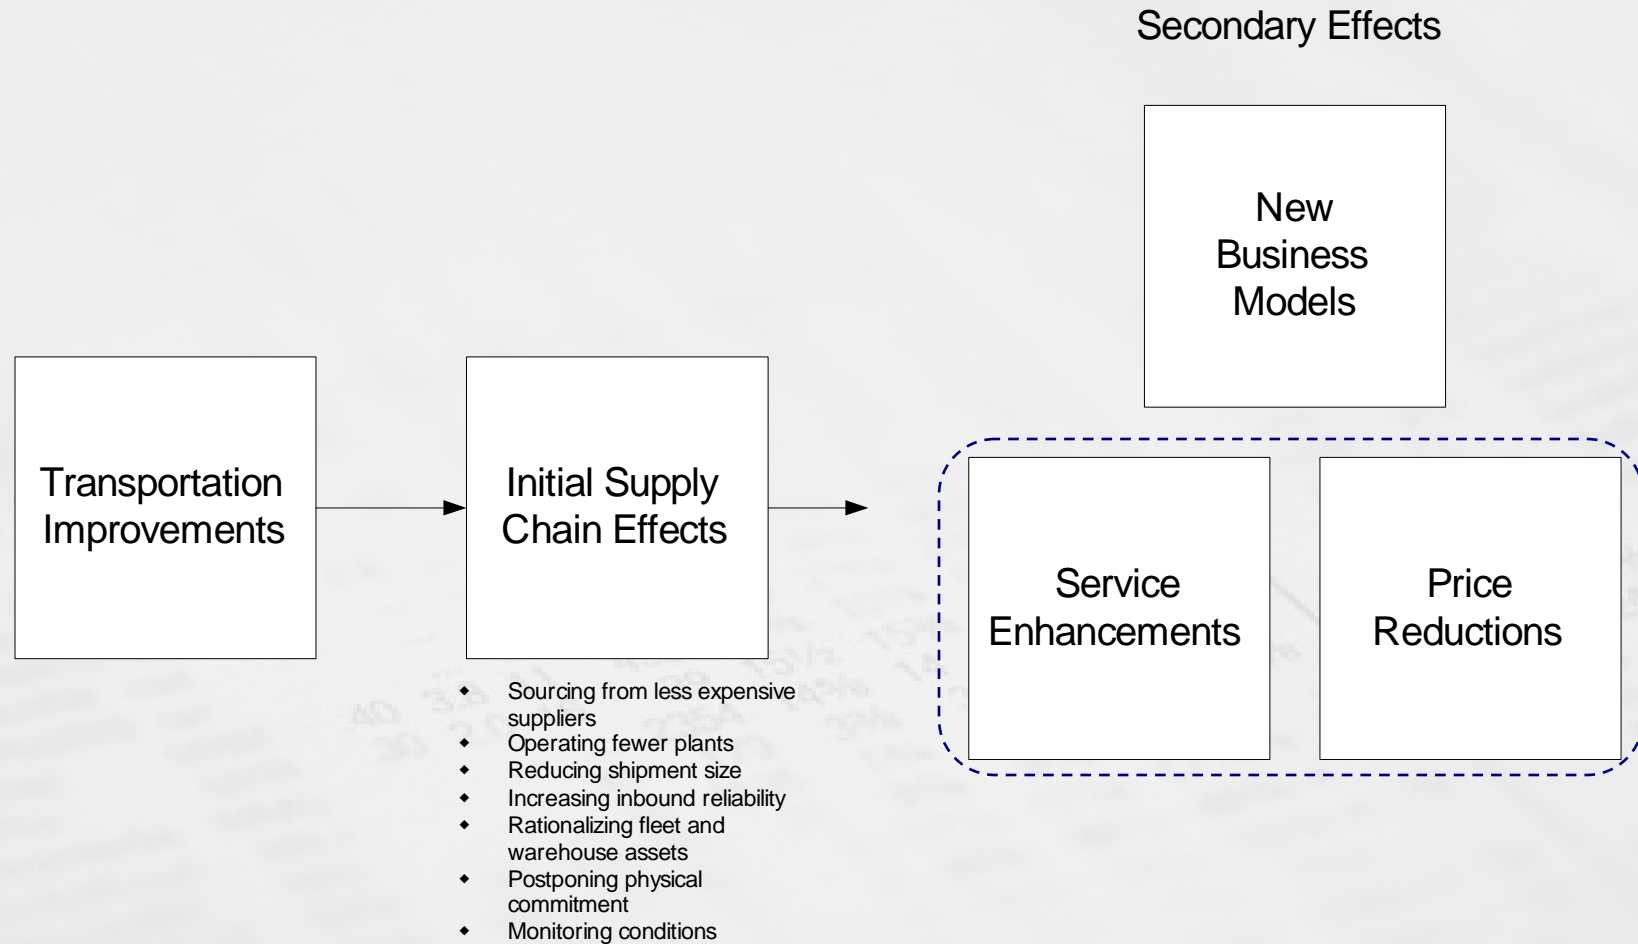 Secondary Effects
New
Business
Models
Transportation
Improvements
Initial Supply
Chain Effects
Service
Enhancements
Price
Reductions
◆ Sourcing from less expensive
suppliers
◆ Operating fewer plants
◆ Reducing shipment size
◆ Increasing inbound reliability
◆ Rationalizing fleet and
warehouse assets
◆ Postponing physical
commitment
◆ Monitoring conditions